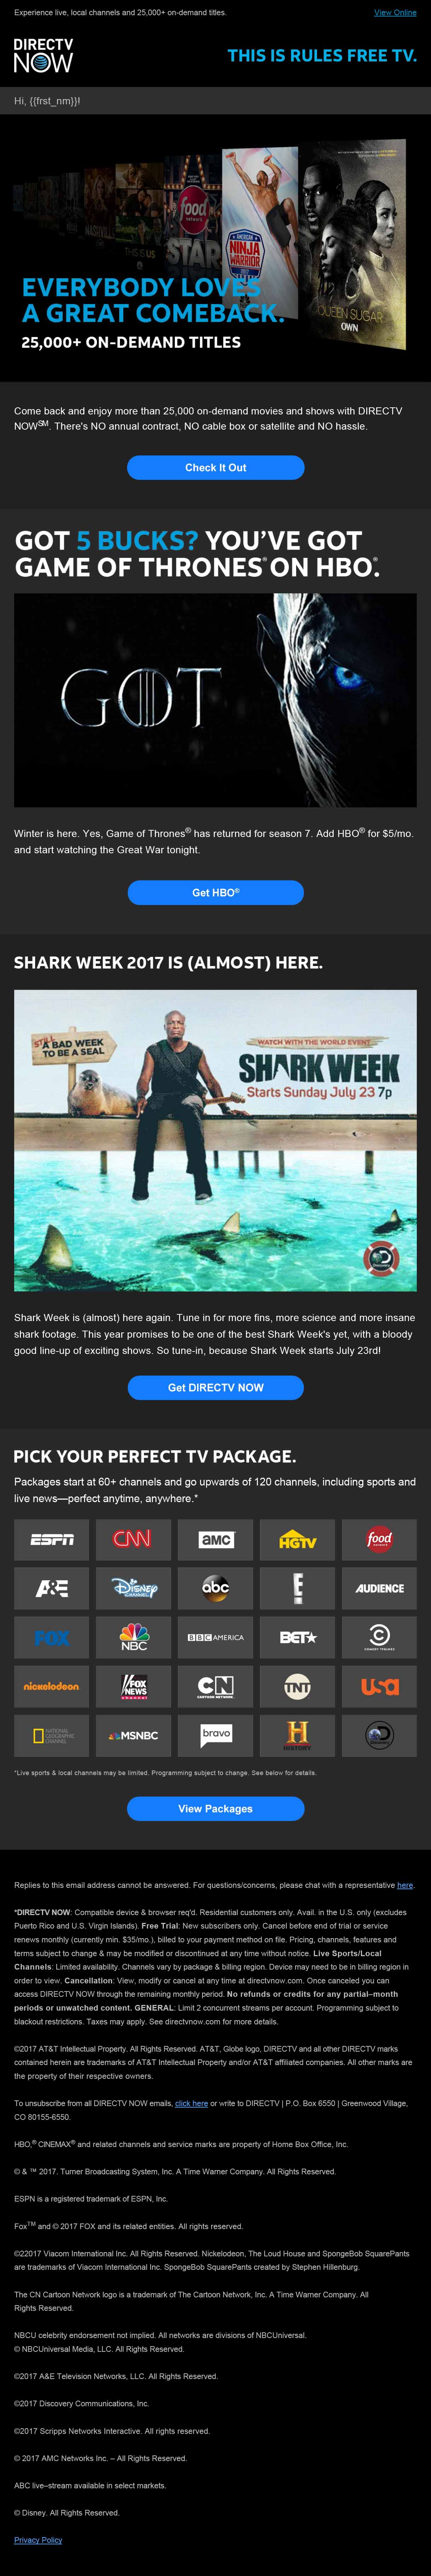 Experience live, local channels and 25,000+ on-demand titles.
View Online
DIRECTV
NOW
THIS IS RULES FREE TV.
Hi, {{frst_nm}}!
NASHVILLE
THIS IS US
STAR
food
network
AMERICAN
NINJA
WARRIOR
QUEEN SUGAR
OWN
EVERYBODY LOVES
A GREAT COMEBACK.
25,000+ ON-DEMAND TITLES
Come back and enjoy more than 25,000 on-demand movies and shows with DIRECTV
NOW℠. There's NO annual contract, NO cable box or satellite and NO hassle.
Check It Out
GOT 5 BUCKS? YOU'VE GOT
GAME OF THRONES® ON HBO®.
GOT
Winter is here. Yes, Game of Thrones® has returned for season 7. Add HBO® for $5/mo.
and start watching the Great War tonight.
Get HBO®
SHARK WEEK 2017 IS (ALMOST) HERE.
STILL
A BAD WEEK
TO BE A SEAL
WATCH WITH THE WORLD EVENT
SHARK WEEK
Starts Sunday July 23 7p
Shark Week is (almost) here again. Tune in for more fins, more science and more insane
shark footage. This year promises to be one of the best Shark Week's yet, with a bloody
good line-up of exciting shows. So tune-in, because Shark Week starts July 23rd!
Get DIRECTV NOW
PICK YOUR PERFECT TV PACKAGE.
Packages start at 60+ channels and go upwards of 120 channels, including sports and
live news—perfect anytime, anywhere.*
ESPN CNN aMC HGTV food network
A&E Disney CHANNEL abc E! AUDIENCE
FOX NBC BBC AMERICA BET★ COMEDY CENTRAL
nickelodeon FOX NEWS channel CN CARTOON NETWORK TNT USA
NATIONAL GEOGRAPHIC CHANNEL MSNBC bravo H HISTORY Discovery
*Live sports & local channels may be limited. Programming subject to change. See below for details.
View Packages
Replies to this email address cannot be answered. For questions/concerns, please chat with a representative here.
*DIRECTV NOW: Compatible device & browser req'd. Residential customers only. Avail. in the U.S. only (excludes
Puerto Rico and U.S. Virgin Islands). Free Trial: New subscribers only. Cancel before end of trial or service
renews monthly (currently min. $35/mo.), billed to your payment method on file. Pricing, channels, features and
terms subject to change & may be modified or discontinued at any time without notice. Live Sports/Local
Channels: Limited availability. Channels vary by package & billing region. Device may need to be in billing region in
order to view. Cancellation: View, modify or cancel at any time at directvnow.com. Once canceled you can
access DIRECTV NOW through the remaining monthly period. No refunds or credits for any partial–month
periods or unwatched content. GENERAL: Limit 2 concurrent streams per account. Programming subject to
blackout restrictions. Taxes may apply. See directvnow.com for more details.
©2017 AT&T Intellectual Property. All Rights Reserved. AT&T, Globe logo, DIRECTV and all other DIRECTV marks
contained herein are trademarks of AT&T Intellectual Property and/or AT&T affiliated companies. All other marks are
the property of their respective owners.
To unsubscribe from all DIRECTV NOW emails, click here or write to DIRECTV | P.O. Box 6550 | Greenwood Village,
CO 80155-6550.
HBO,® CINEMAX® and related channels and service marks are property of Home Box Office, Inc.
© & ™ 2017. Turner Broadcasting System, Inc. A Time Warner Company. All Rights Reserved.
ESPN is a registered trademark of ESPN, Inc.
Fox™ and © 2017 FOX and its related entities. All rights reserved.
©22017 Viacom International Inc. All Rights Reserved. Nickelodeon, The Loud House and SpongeBob SquarePants
are trademarks of Viacom International Inc. SpongeBob SquarePants created by Stephen Hillenburg.
The CN Cartoon Network logo is a trademark of The Cartoon Network, Inc. A Time Warner Company. All
Rights Reserved.
NBCU celebrity endorsement not implied. All networks are divisions of NBCUniversal.
© NBCUniversal Media, LLC. All Rights Reserved.
©2017 A&E Television Networks, LLC. All Rights Reserved.
©2017 Discovery Communications, Inc.
©2017 Scripps Networks Interactive. All rights reserved.
© 2017 AMC Networks Inc. – All Rights Reserved.
ABC live–stream available in select markets.
© Disney. All Rights Reserved.
Privacy Policy